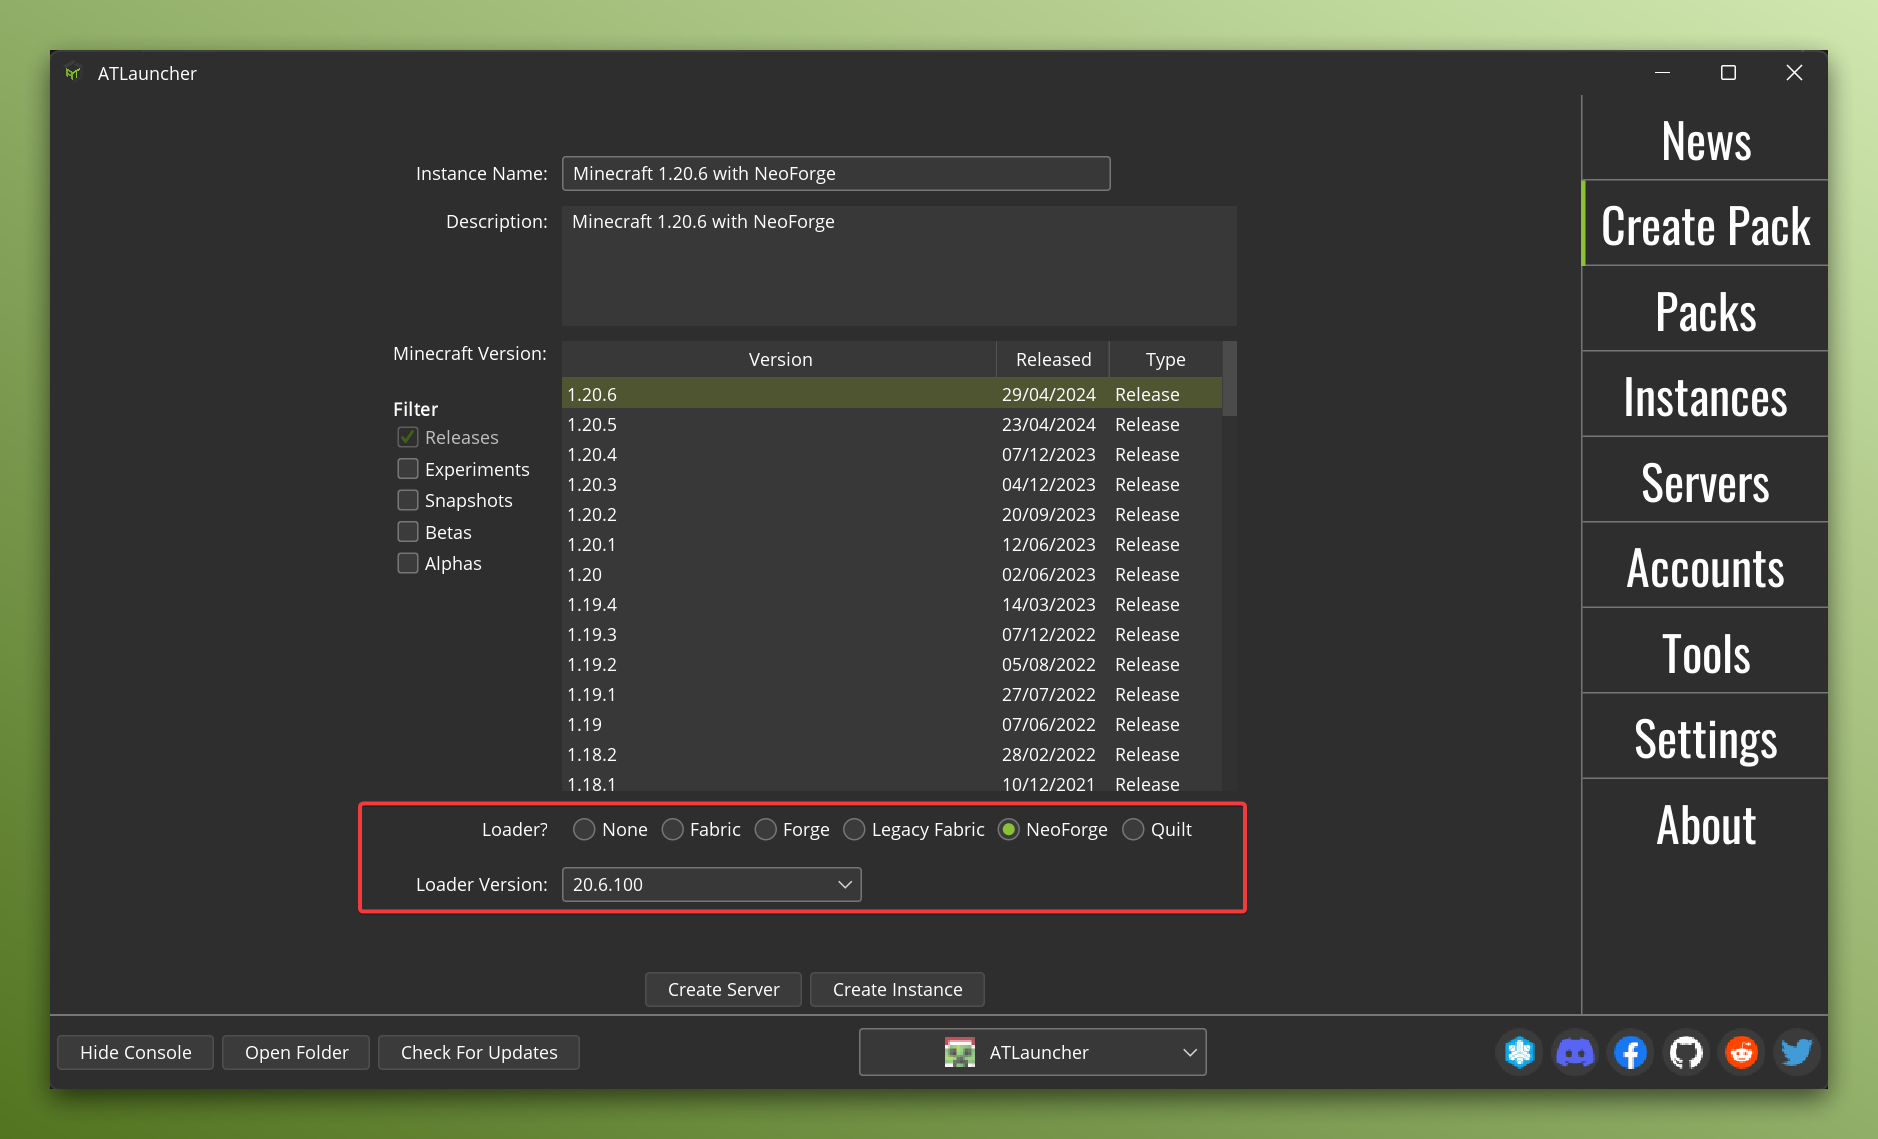 ATLauncher
News
Create Pack
Packs
Instances
Servers
Accounts
Tools
Settings
About
Instance Name: Minecraft 1.20.6 with NeoForge
Description: Minecraft 1.20.6 with NeoForge
Minecraft Version:
Filter
Releases
Experiments
Snapshots
Betas
Alphas
Version Released Type
1.20.6 29/04/2024 Release
1.20.5 23/04/2024 Release
1.20.4 07/12/2023 Release
1.20.3 04/12/2023 Release
1.20.2 20/09/2023 Release
1.20.1 12/06/2023 Release
1.20 02/06/2023 Release
1.19.4 14/03/2023 Release
1.19.3 07/12/2022 Release
1.19.2 05/08/2022 Release
1.19.1 27/07/2022 Release
1.19 07/06/2022 Release
1.18.2 28/02/2022 Release
1.18.1 10/12/2021 Release
Loader? None Fabric Forge Legacy Fabric NeoForge Quilt
Loader Version: 20.6.100
Create Server Create Instance
Hide Console Open Folder Check For Updates ATLauncher